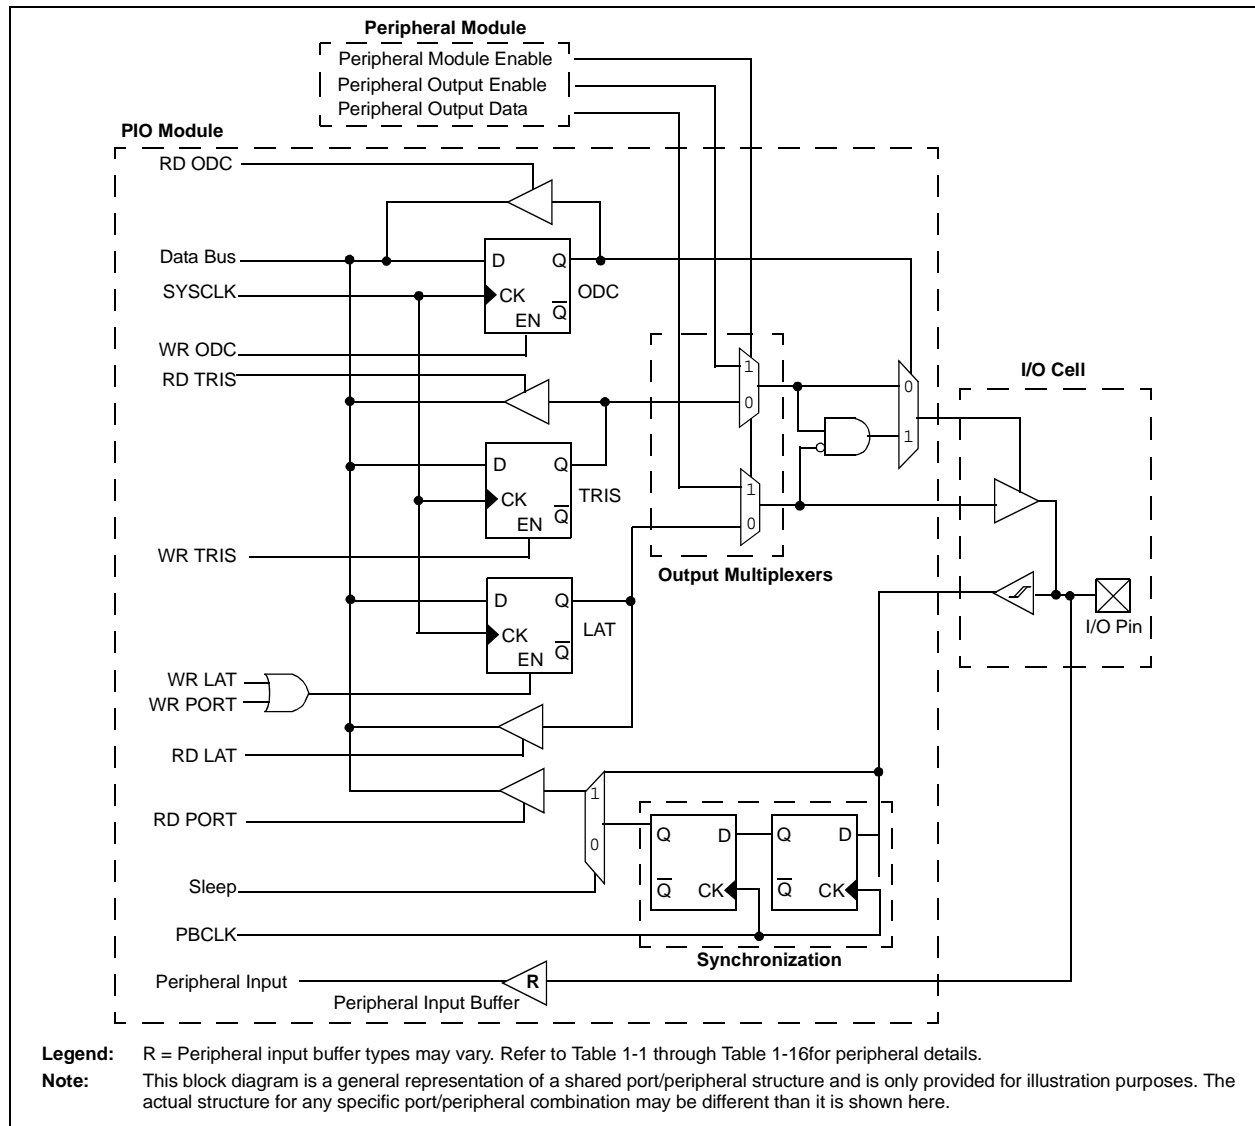 Peripheral Module
Peripheral Module Enable
Peripheral Output Enable
Peripheral Output Data
PIO Module
RD ODC
Data Bus
D
Q
SYSCLK
CK
ODC
EN
Q
WR ODC
RD TRIS
1
0
0
1
I/O Cell
D
Q
CK
TRIS
EN
Q
1
0
WR TRIS
Output Multiplexers
D
Q
CK
LAT
EN
Q
I/O Pin
WR LAT
WR PORT
RD LAT
RD PORT
1
0
Q
D
Q
D
Q
CK
Q
CK
Sleep
PBCLK
Synchronization
Peripheral Input
R
Peripheral Input Buffer
Legend: R = Peripheral input buffer types may vary. Refer to Table 1-1 through Table 1-16for peripheral details.
Note: This block diagram is a general representation of a shared port/peripheral structure and is only provided for illustration purposes. The
actual structure for any specific port/peripheral combination may be different than it is shown here.